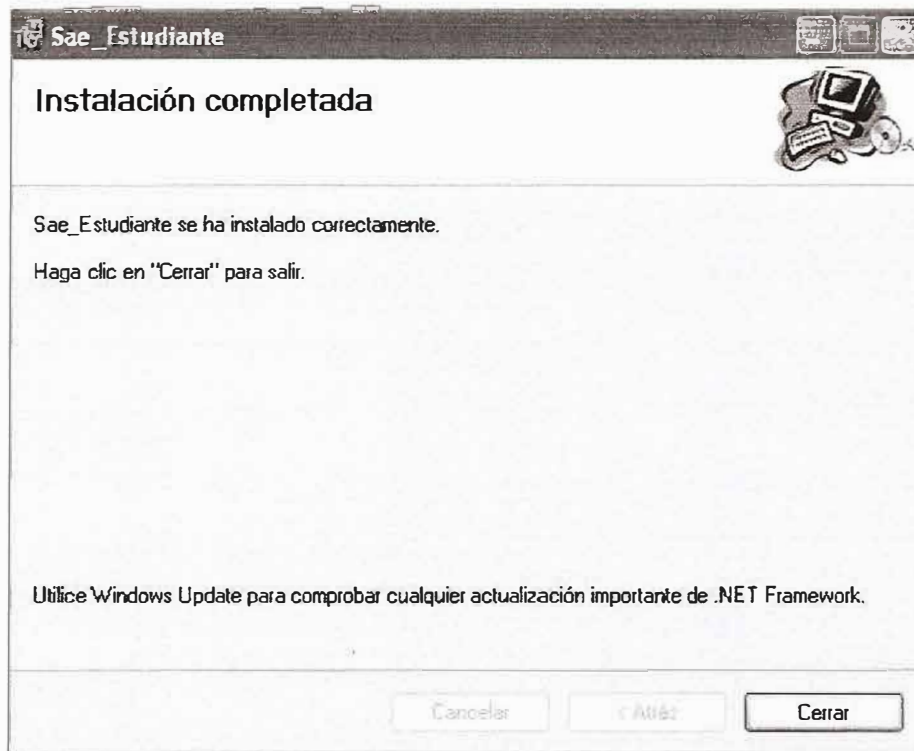 Sae_Estudiante
Instalación completada
Sae_Estudiante se ha instalado correctamente.
Haga clic en "Cerrar" para salir.
Utilice Windows Update para comprobar cualquier actualización importante de .NET Framework.
Cancelar
< Atrás
Cerrar